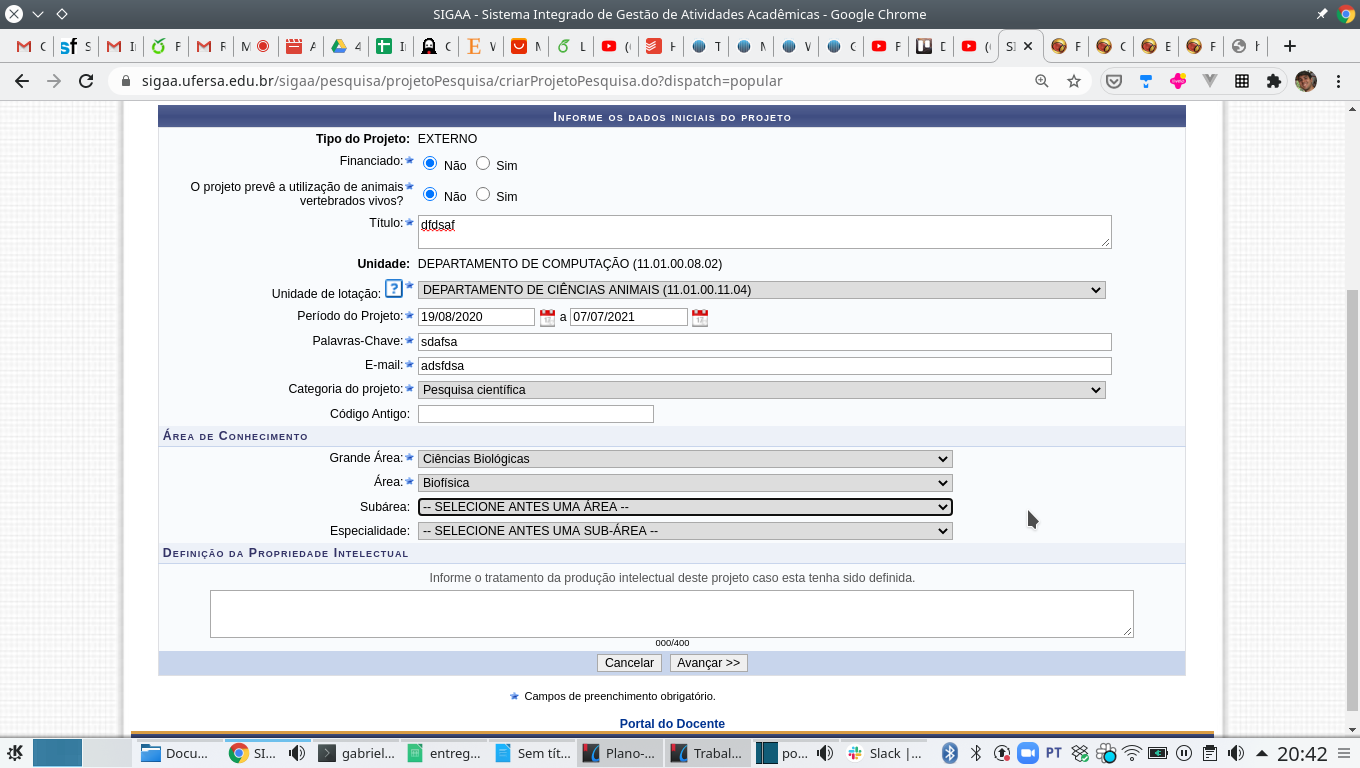 SIGAA - Sistema Integrado de Gestão de Atividades Acadêmicas - Google Chrome
sigaa.ufersa.edu.br/sigaa/pesquisa/projetoPesquisa/criarProjetoPesquisa.do?dispatch=popular
Informe os dados iniciais do projeto
Tipo do Projeto: EXTERNO
Financiado: Não Sim
O projeto prevê a utilização de animais
vertebrados vivos? Não Sim
Título: dfdsaf
Unidade: DEPARTAMENTO DE COMPUTAÇÃO (11.01.00.08.02)
Unidade de lotação: ? DEPARTAMENTO DE CIÊNCIAS ANIMAIS (11.01.00.11.04)
Período do Projeto: 19/08/2020 a 07/07/2021
Palavras-Chave: sdafsa
E-mail: adsfdsa
Categoria do projeto: Pesquisa científica
Código Antigo:
Área de Conhecimento
Grande Área: Ciências Biológicas
Área: Biofísica
Subárea: -- SELECIONE ANTES UMA ÁREA --
Especialidade: -- SELECIONE ANTES UMA SUB-ÁREA --
Definição da Propriedade Intelectual
Informe o tratamento da produção intelectual deste projeto caso esta tenha sido definida.
000/400
Cancelar Avançar >>
Campos de preenchimento obrigatório.
Portal do Docente
Docu... SI... gabriel... entreg... Sem tít... Plano-... Trabal... po... Slack |... PT 20:42